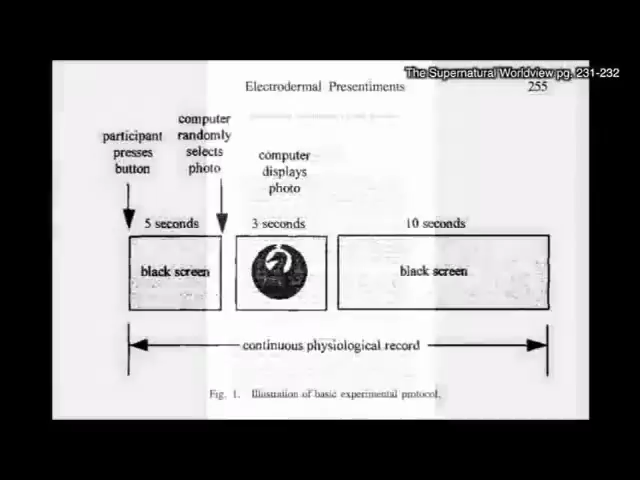 The Supernatural Worldview pg. 231-232
Electrodermal Presentiments 255
computer
randomly
selects
photo
participant
presses
button
computer
displays
photo
5 seconds 3 seconds 10 seconds
black screen black screen
continuous physiological record
Fig. 1. Illustration of basic experimental protocol.